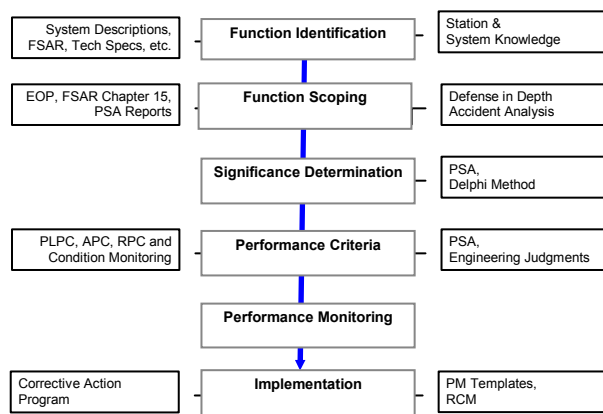 System Descriptions,
FSAR, Tech Specs, etc.
Function Identification
Station &
System Knowledge
EOP, FSAR Chapter 15,
PSA Reports
Function Scoping
Defense in Depth
Accident Analysis
Significance Determination
PSA,
Delphi Method
PLPC, APC, RPC and
Condition Monitoring
Performance Criteria
PSA,
Engineering Judgments
Performance Monitoring
Corrective Action
Program
Implementation
PM Templates,
RCM